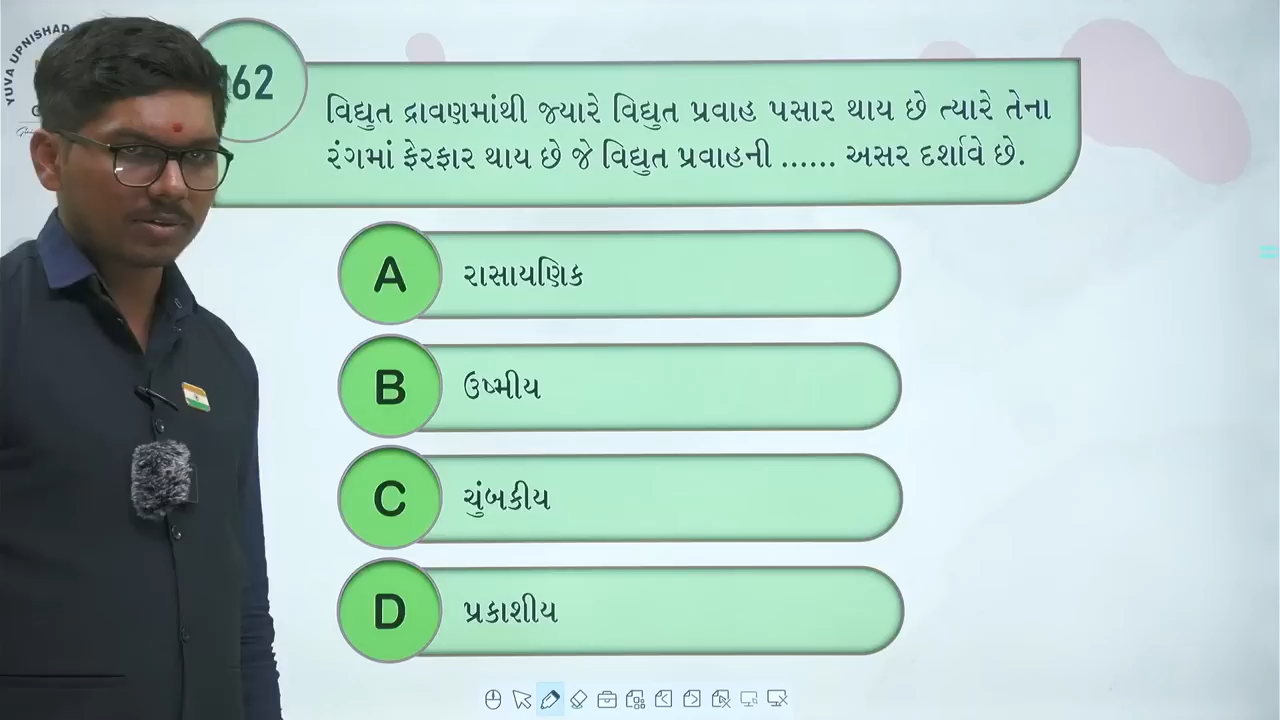 YUVA UPNISHAD
162
વિદ્યુત દ્રાવણમાંથી જ્યારે વિદ્યુત પ્રવાહ પસાર થાય છે ત્યારે તેના
રંગમાં ફેરફાર થાય છે જે વિદ્યુત પ્રવાહની ...... અસર દર્શાવે છે.
A રાસાયણિક
B ઉષ્મીય
C ચુંબકીય
D પ્રકાશીય